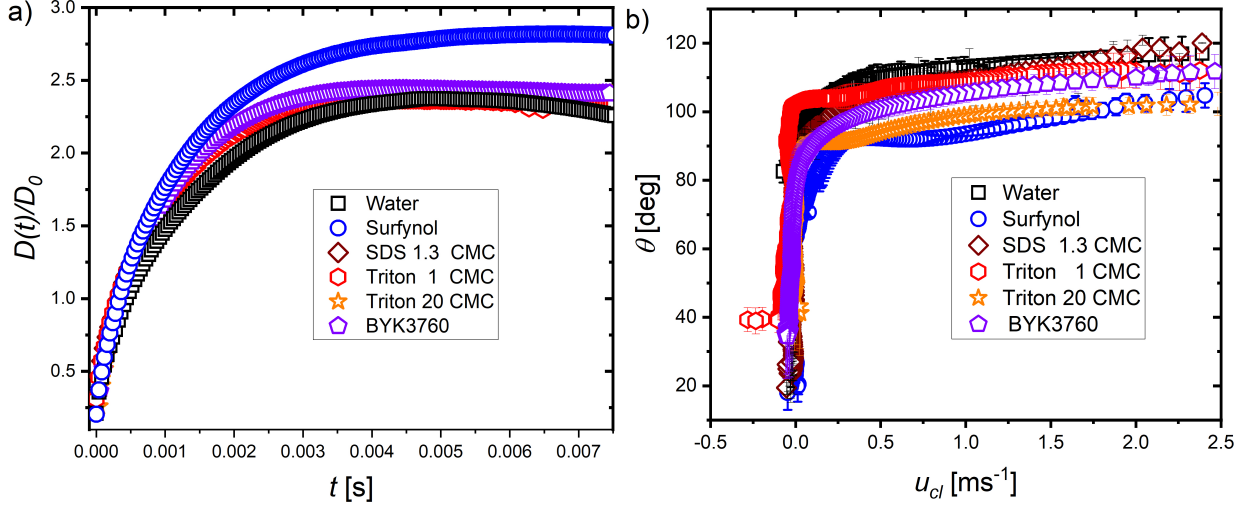 a)
3.0
2.5
2.0
1.5
1.0
0.5
D(t)/D0
0.000
0.001
0.002
0.003
0.004
0.005
0.006
0.007
t [s]
Water
Surfynol
SDS 1.3 CMC
Triton 1 CMC
Triton 20 CMC
BYK3760
b)
120
100
80
60
40
20
θ [deg]
-0.5
0.0
0.5
1.0
1.5
2.0
2.5
ucl [ms-1]
Water
Surfynol
SDS 1.3 CMC
Triton 1 CMC
Triton 20 CMC
BYK3760